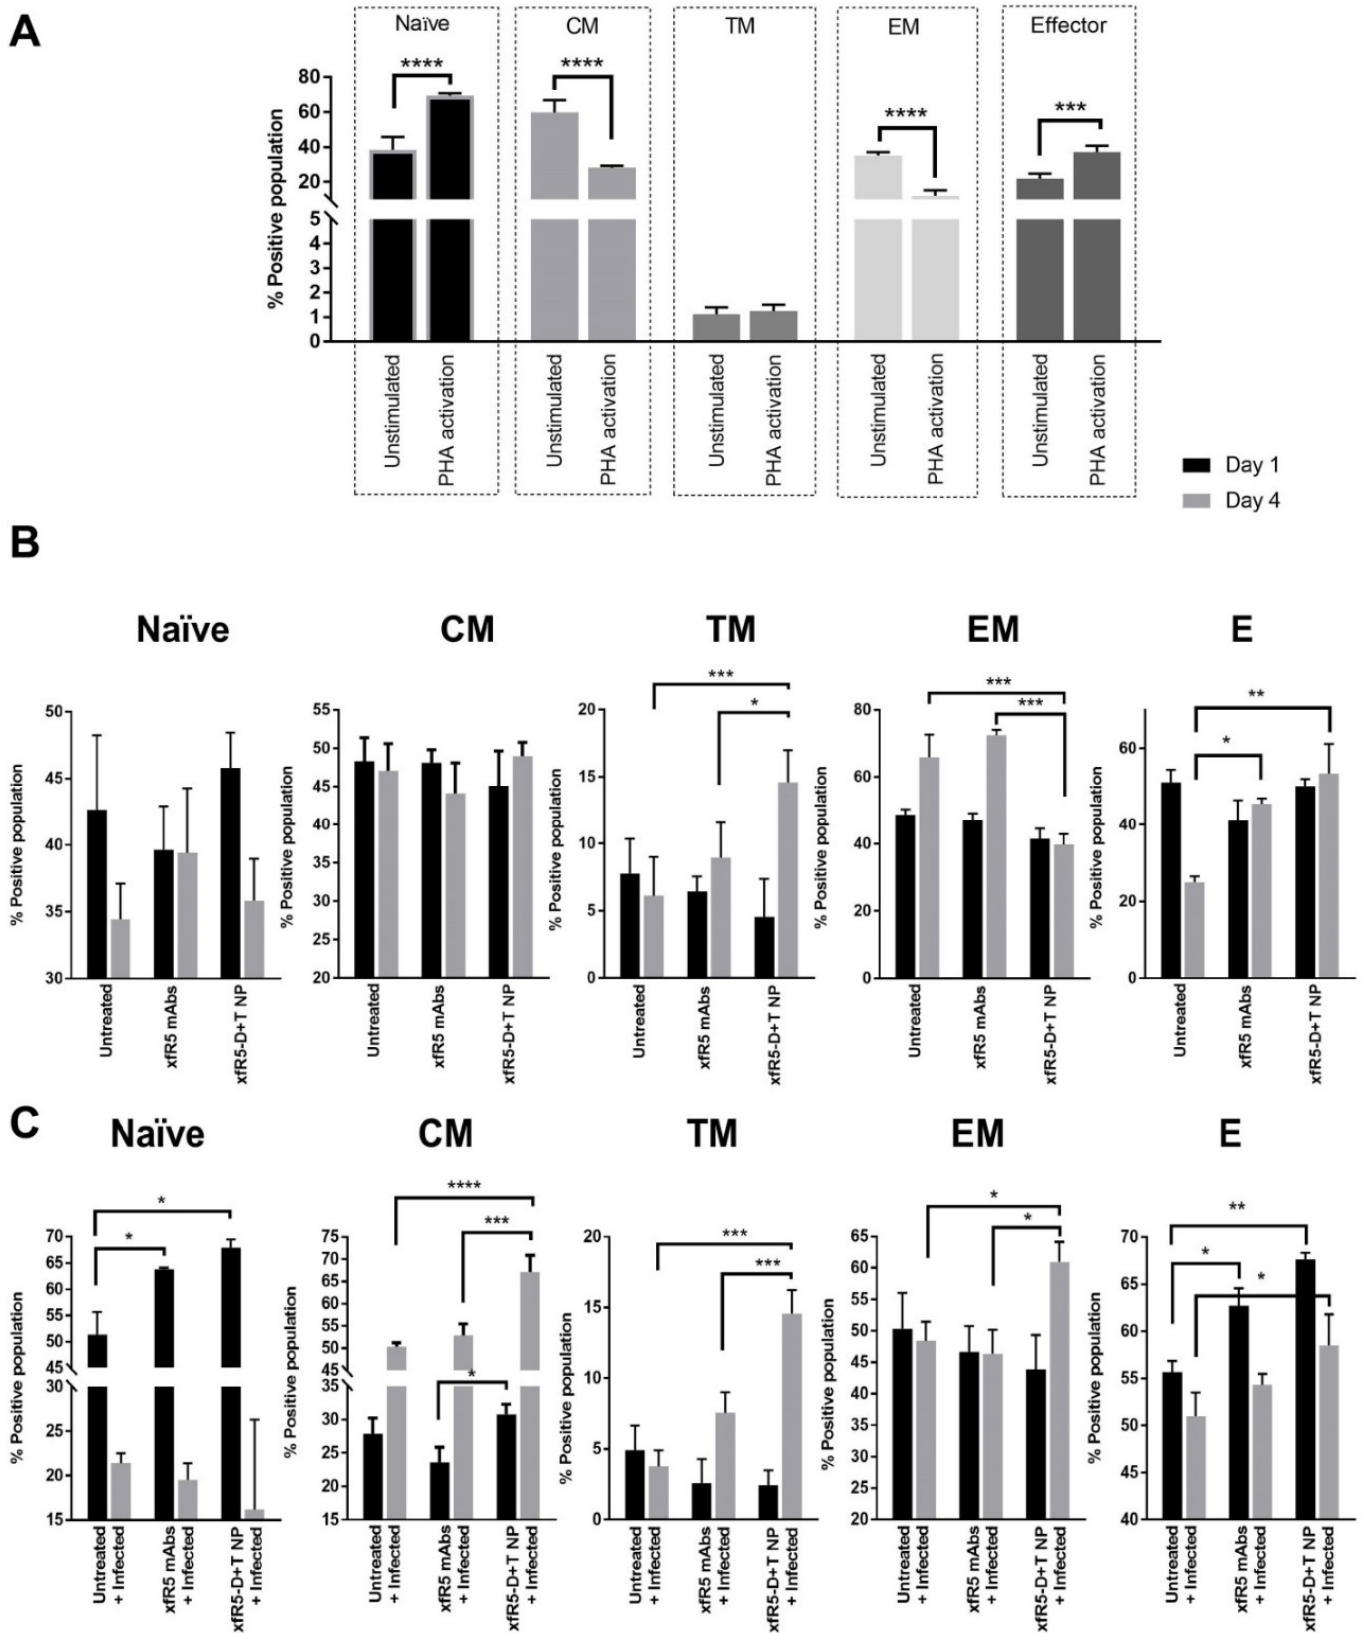 A
Naïve CM TM EM Effector
**** **** **** ***
% Positive population
80
60
40
20
5
4
3
2
1
0
Unstimulated PHA activation Unstimulated PHA activation Unstimulated PHA activation Unstimulated PHA activation Unstimulated PHA activation
Day 1
Day 4
B
Naïve
% Positive population
50
45
40
35
30
Untreated xfR5 mAbs xfR5-D+T NP
CM
% Positive population
55
50
45
40
35
30
25
20
Untreated xfR5 mAbs xfR5-D+T NP
TM
***
*
% Positive population
20
15
10
5
0
Untreated xfR5 mAbs xfR5-D+T NP
EM
***
***
% Positive population
80
60
40
20
0
Untreated xfR5 mAbs xfR5-D+T NP
E
**
*
% Positive population
60
40
20
0
Untreated xfR5 mAbs xfR5-D+T NP
C
Naïve
*
*
% Positive population
70
65
60
55
50
45
30
25
20
15
Untreated + Infected xfR5 mAbs + Infected xfR5-D+T NP + Infected
CM
****
***
*
% Positive population
75
70
65
60
55
50
45
35
30
25
20
15
Untreated + Infected xfR5 mAbs + Infected xfR5-D+T NP + Infected
TM
***
***
% Positive population
20
15
10
5
0
Untreated + Infected xfR5 mAbs + Infected xfR5-D+T NP + Infected
EM
*
*
% Positive population
65
60
55
50
45
40
35
30
25
20
Untreated + Infected xfR5 mAbs + Infected xfR5-D+T NP + Infected
E
**
*
*
% Positive population
70
65
60
55
50
45
40
Untreated + Infected xfR5 mAbs + Infected xfR5-D+T NP + Infected